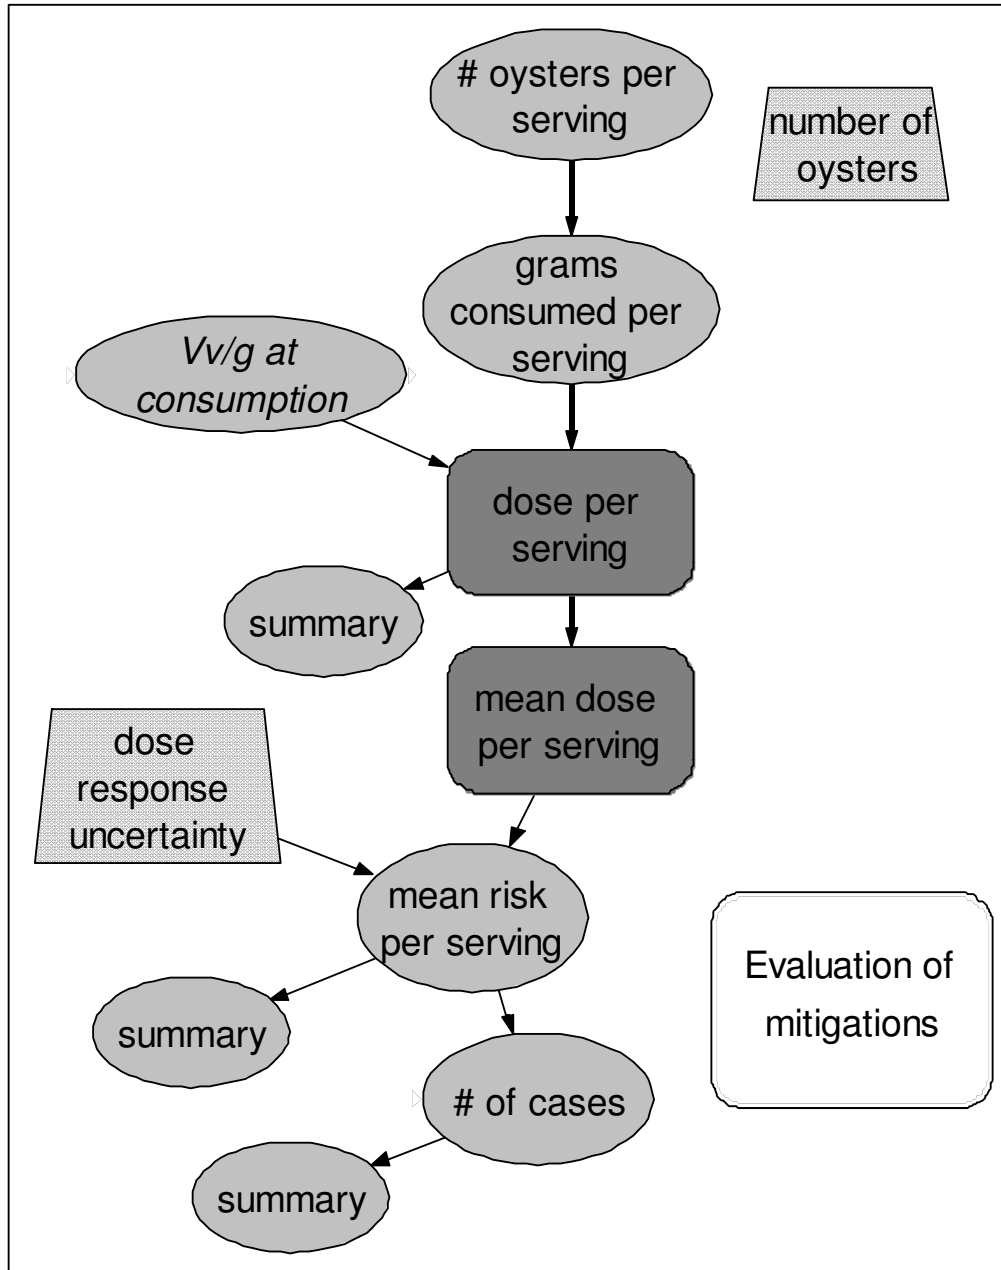 # oysters per
serving
number of
oysters
grams
consumed per
serving
Vv/g at
consumption
dose per
serving
summary
mean dose
per serving
dose
response
uncertainty
mean risk
per serving
Evaluation of
mitigations
summary
# of cases
summary